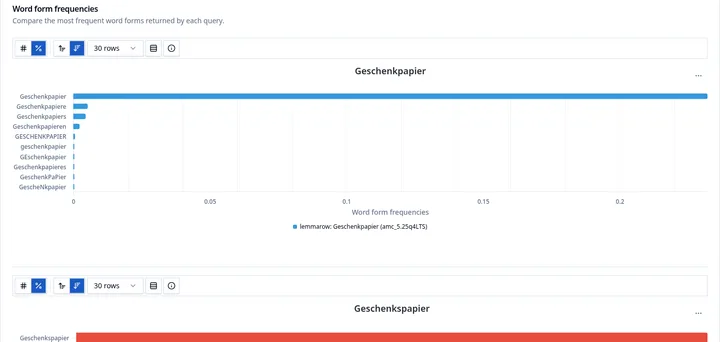 Word form frequencies
Compare the most frequent word forms returned by each query.
# % 30 rows
Geschenkpapier
...
Geschenkpapier
Geschenkpapiere
Geschenkpapiers
Geschenkpapieren
GESCHENKPAPIER
geschenkpapier
GEschenkpapier
Geschenkpapieres
GeschenkPaPier
GescheNkpapier
0 0.05 0.1 0.15 0.2
Word form frequencies
lemmarow: Geschenkpapier (amc_5.25q4LTS)
# % 30 rows
Geschenkspapier
...
Geschenkspapier